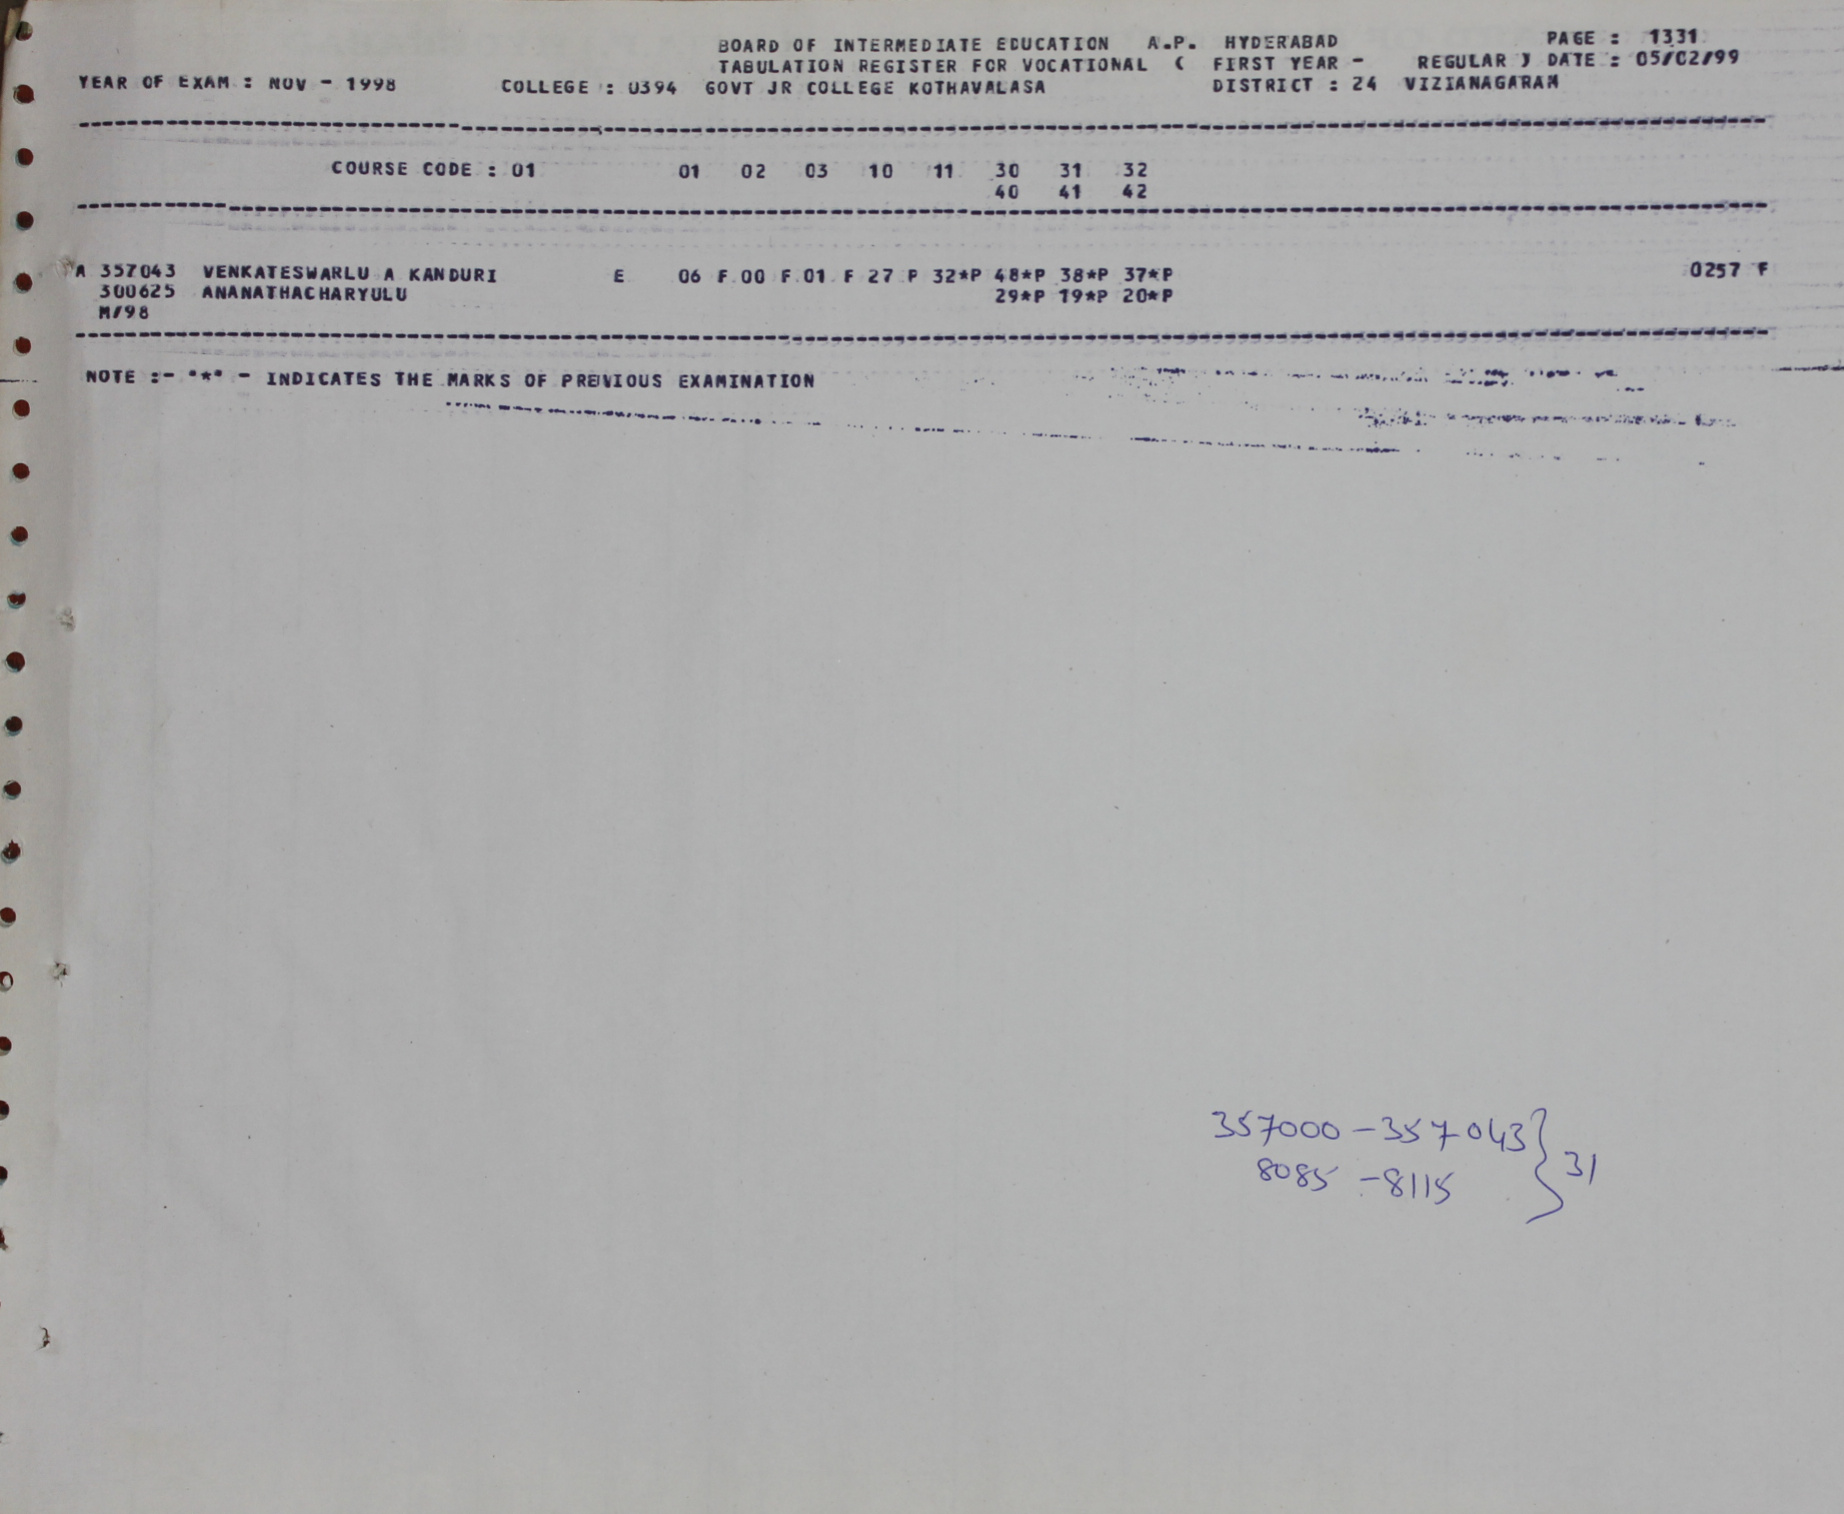 BOARD OF INTERMEDIATE EDUCATION A.P. HYDERABAD PAGE : 1331
TABULATION REGISTER FOR VOCATIONAL ( FIRST YEAR - REGULAR ) DATE : 05/02/99
YEAR OF EXAM : NOV - 1998 COLLEGE : 0394 GOVT JR COLLEGE KOTHAVALASA DISTRICT : 24 VIZIANAGARAM
COURSE CODE : 01 01 02 03 10 11 30 31 32
40 41 42
A 357043 VENKATESWARLU A KANDURI E 06 F 00 F 01 F 27 P 32*P 48*P 38*P 37*P 0257 F
300625 ANANATHACHARYULU 29*P 19*P 20*P
M/98
NOTE :- "*" - INDICATES THE MARKS OF PREVIOUS EXAMINATION
357000 - 357043 } 31
8085 - 8115